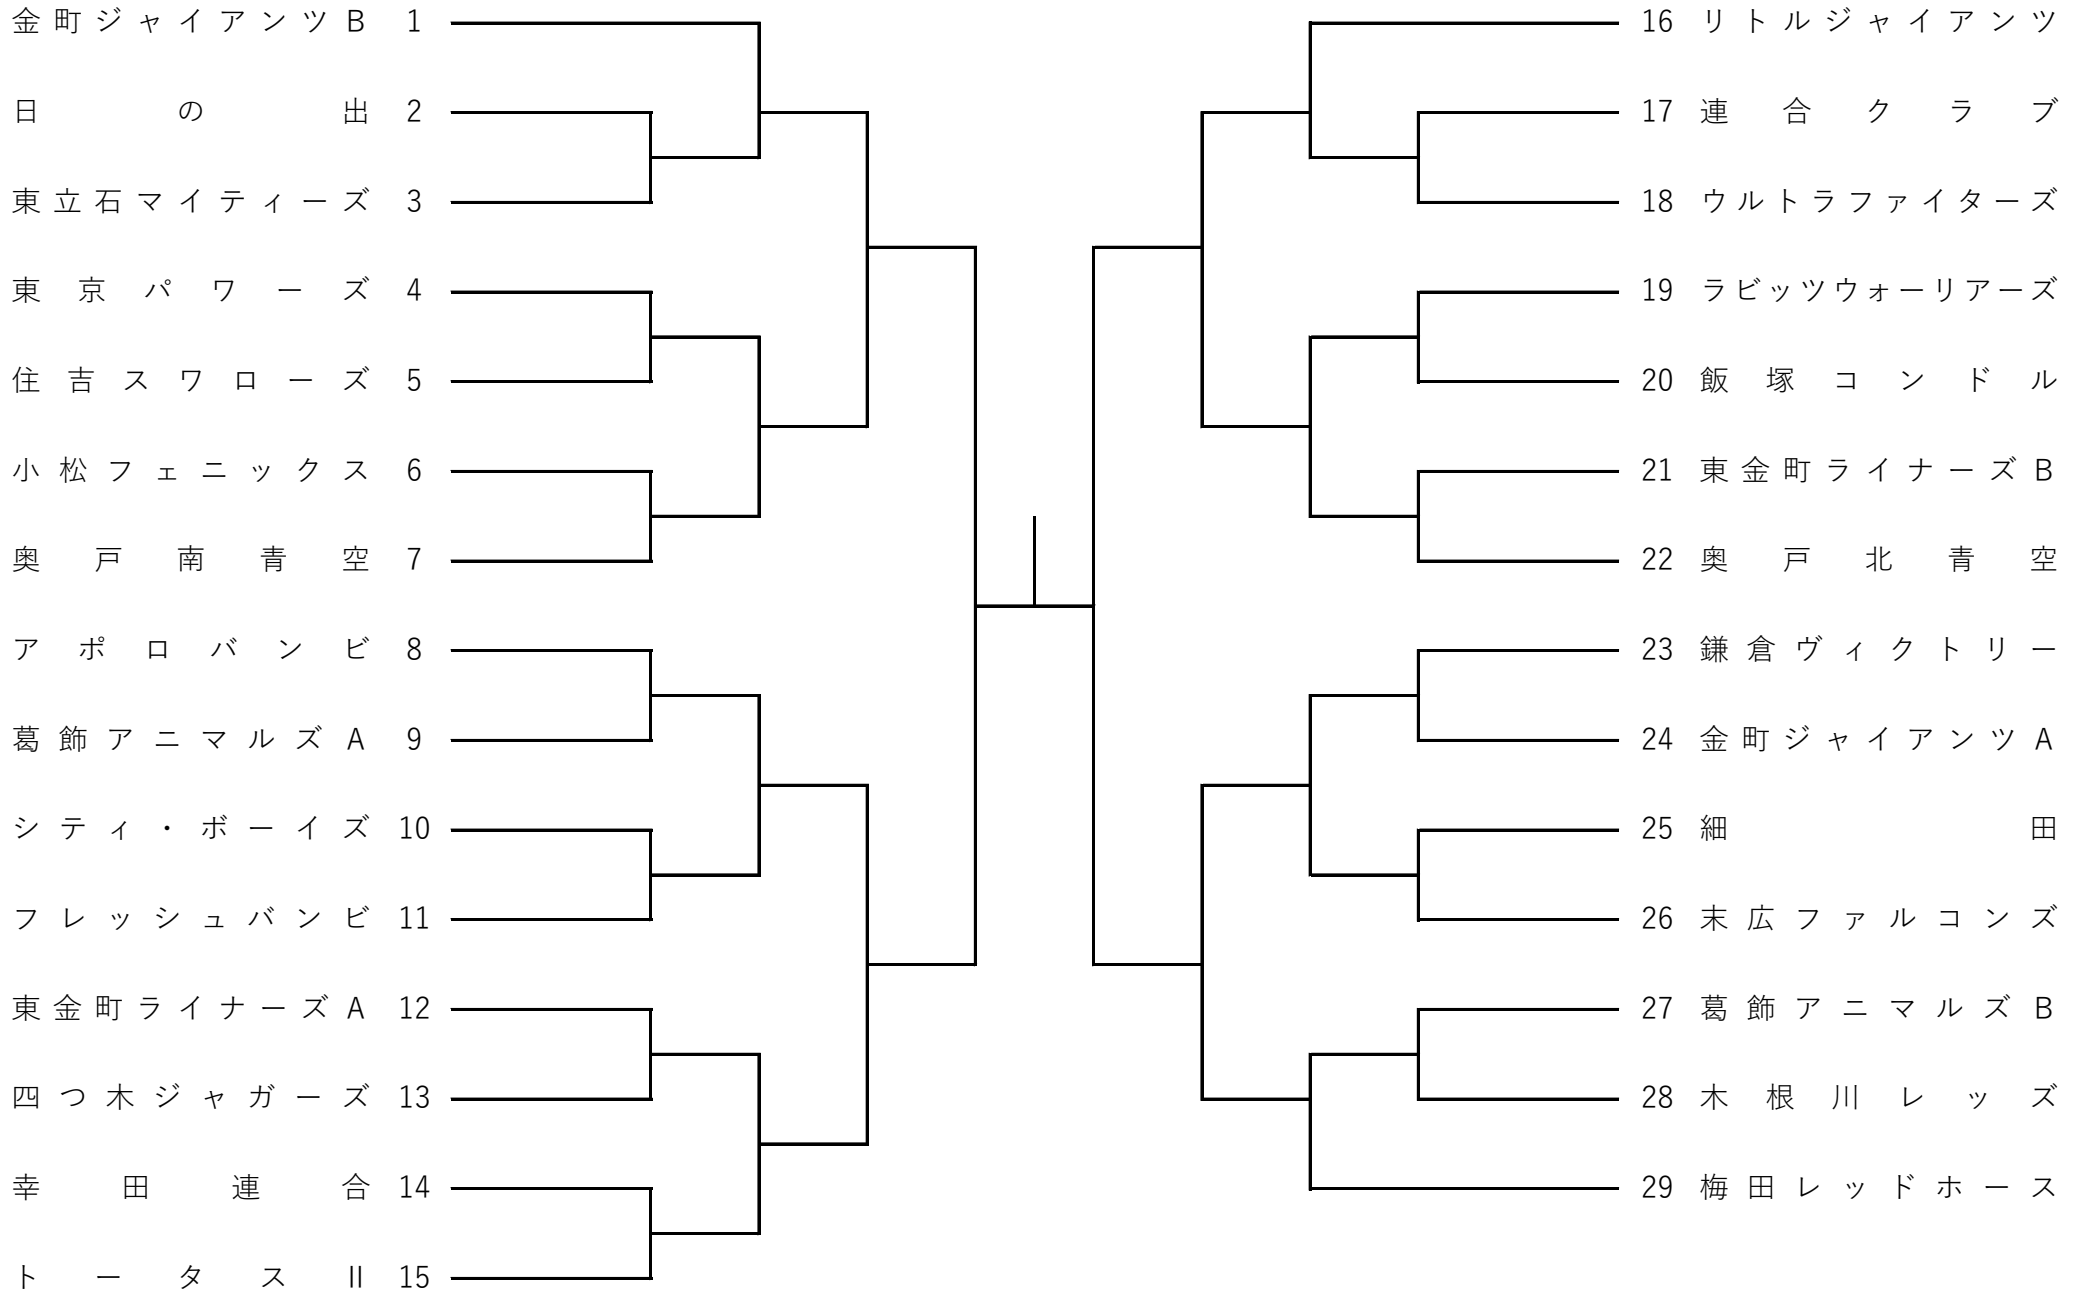 金町ジャイアンツB 1
日の出 2
東立石マイティーズ 3
東京パワーズ 4
住吉スワローズ 5
小松フェニックス 6
奥戸南青空 7
アポロバンビ 8
葛飾アニマルズA 9
シティ・ボーイズ 10
フレッシュバンビ 11
東金町ライナーズA 12
四つ木ジャガーズ 13
幸田連合 14
トータスⅡ 15
16 リトルジャイアンツ
17 連合クラブ
18 ウルトラファイターズ
19 ラビッツウォーリアーズ
20 飯塚コンドル
21 東金町ライナーズB
22 奥戸北青空
23 鎌倉ヴィクトリー
24 金町ジャイアンツA
25 細田
26 末広ファルコンズ
27 葛飾アニマルズB
28 木根川レッズ
29 梅田レッドホース